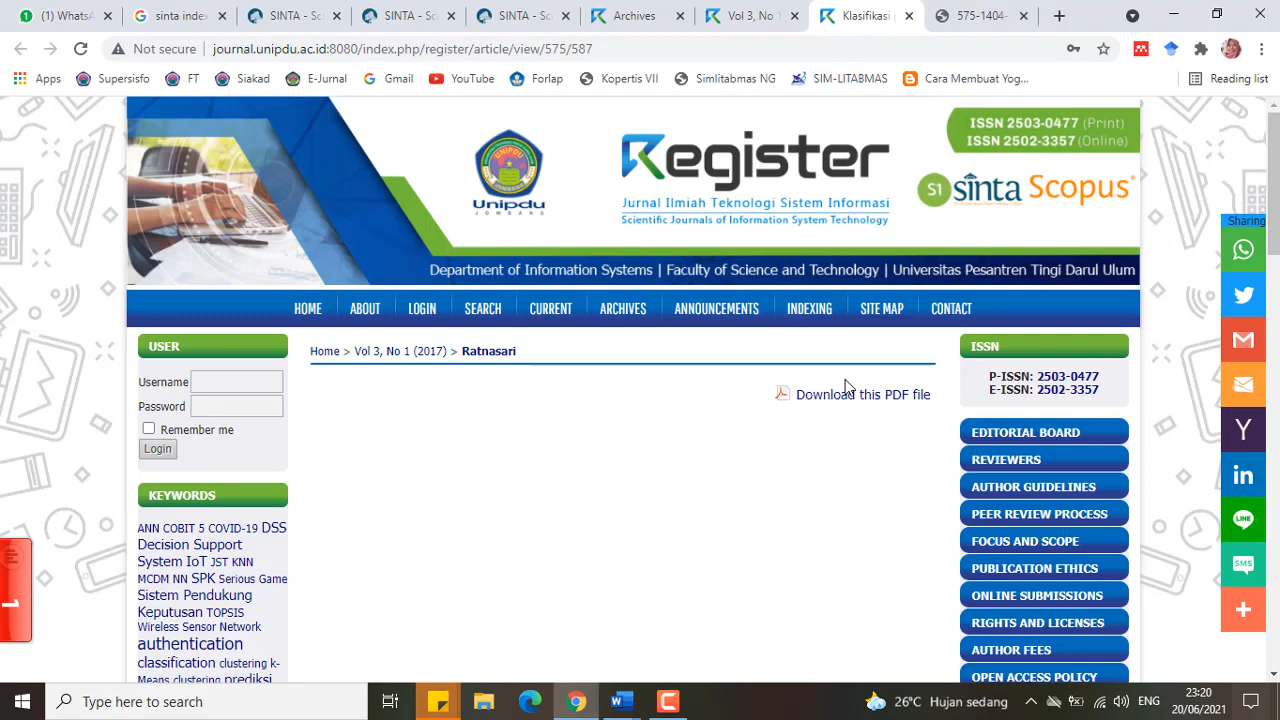 (1) WhatsA
sinta index
SINTA - Sc
SINTA - Sc
SINTA - Sc
Archives
Vol 3, No 1
Klasifikasi
575-1404-
Not secure
journal.unipdu.ac.id:8080/index.php/register/article/view/575/587
Apps
Supersifo
FT
Siakad
E-Jurnal
Gmail
YouTube
Forlap
Kopertis VII
Simlitabmas NG
SIM-LITABMAS
Cara Membuat Yog...
Reading list
ISSN 2503-0477 (Print)
ISSN 2502-3357 (Online)
Unipdu
JOMBANG
Register
Jurnal Ilmiah Teknologi Sistem Informasi
Scientific Journals of Information System Technology
S1 sinta Scopus
Department of Information Systems | Faculty of Science and Technology | Universitas Pesantren Tingi Darul Ulum
HOME
ABOUT
LOGIN
SEARCH
CURRENT
ARCHIVES
ANNOUNCEMENTS
INDEXING
SITE MAP
CONTACT
USER
Username
Password
Remember me
Login
KEYWORDS
ANN COBIT 5 COVID-19 DSS
Decision Support
System IoT JST KNN
MCDM NN SPK Serious Game
Sistem Pendukung
Keputusan TOPSIS
Wireless Sensor Network
authentication
classification clustering k-
Means clustering prediksi
Home > Vol 3, No 1 (2017) > Ratnasari
Download this PDF file
ISSN
P-ISSN: 2503-0477
E-ISSN: 2502-3357
EDITORIAL BOARD
REVIEWERS
AUTHOR GUIDELINES
PEER REVIEW PROCESS
FOCUS AND SCOPE
PUBLICATION ETHICS
ONLINE SUBMISSIONS
RIGHTS AND LICENSES
AUTHOR FEES
OPEN ACCESS POLICY
Sharing
LINE
SMS
1
Type here to search
26°C Hujan sedang
ENG
23:20
20/06/2021